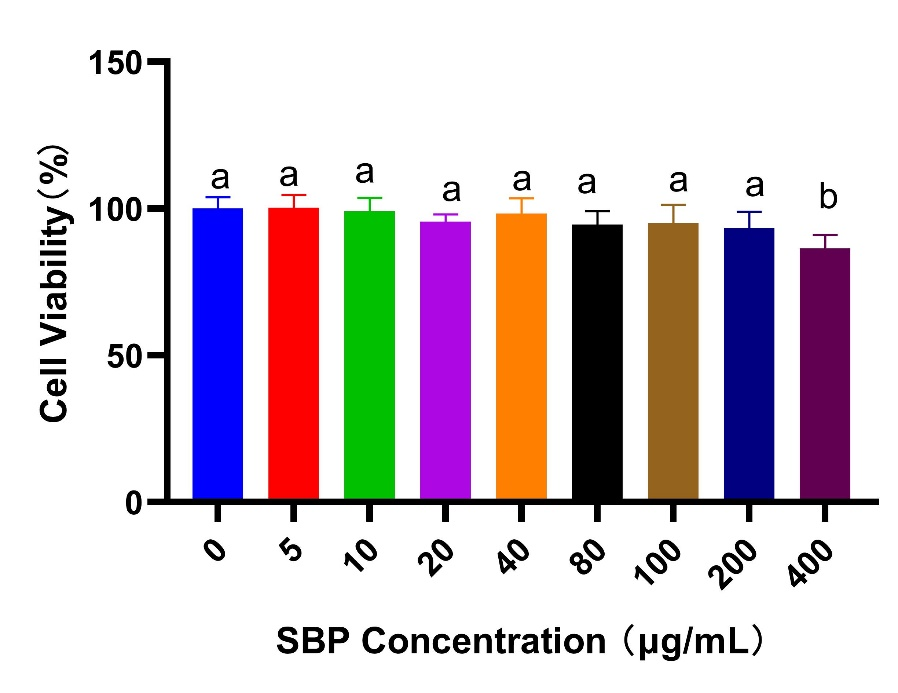 150
100
50
0
Cell Viability（%）
a a a a a a a a b
0 5 10 20 40 80 100 200 400
SBP Concentration（μg/mL）